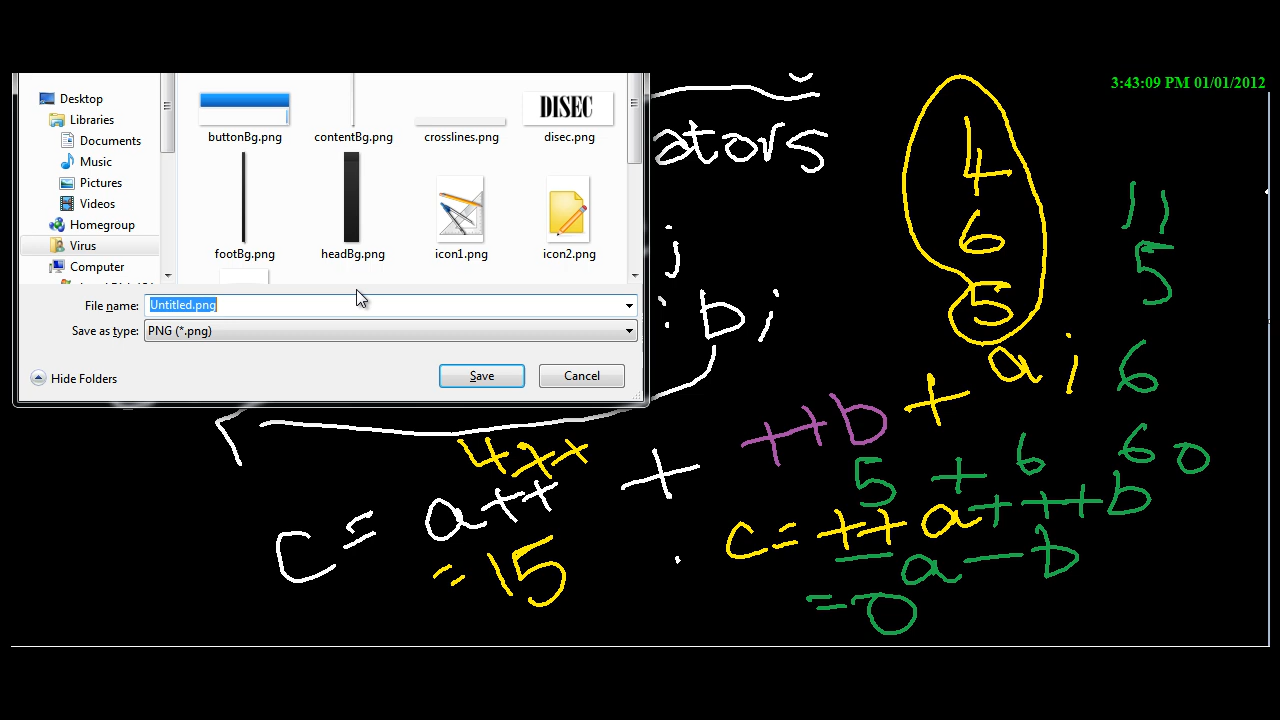 3:43:09 PM 01/01/2012
Desktop
Libraries
Documents
Music
Pictures
Videos
Homegroup
Virus
Computer
buttonBg.png contentBg.png crosslines.png disec.png
DISEC
footBg.png headBg.png icon1.png icon2.png
File name: Untitled.png
Save as type: PNG (*.png)
Hide Folders Save Cancel
ators
j
: b;
4
6
5
11
5
6
6 0
4++
c = a++ + ++b + a;
= 15
5 + 6
c = ++a + ++b
a - b
= 0